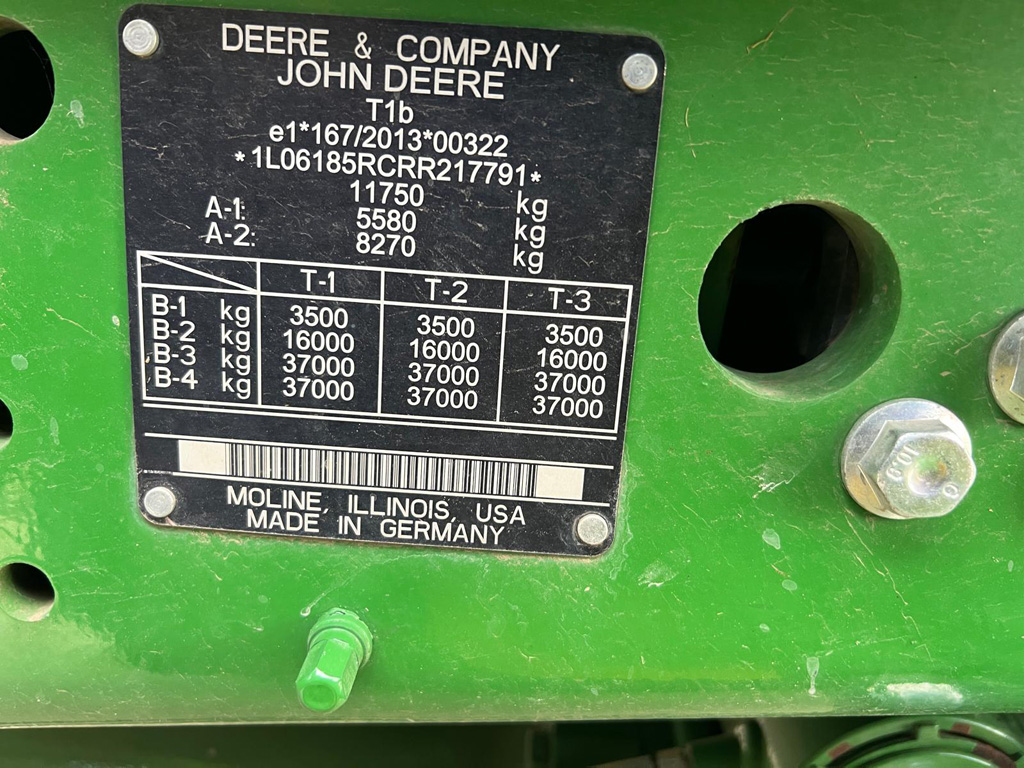 DEERE & COMPANY
JOHN DEERE
T1b
e1*167/2013*00322
*1L06185RCRR217791*
11750 kg
A-1: 5580 kg
A-2: 8270 kg
T-1 T-2 T-3
B-1 kg 3500 3500 3500
B-2 kg 16000 16000 16000
B-3 kg 37000 37000 37000
B-4 kg 37000 37000 37000
MOLINE, ILLINOIS, USA
MADE IN GERMANY
10.9